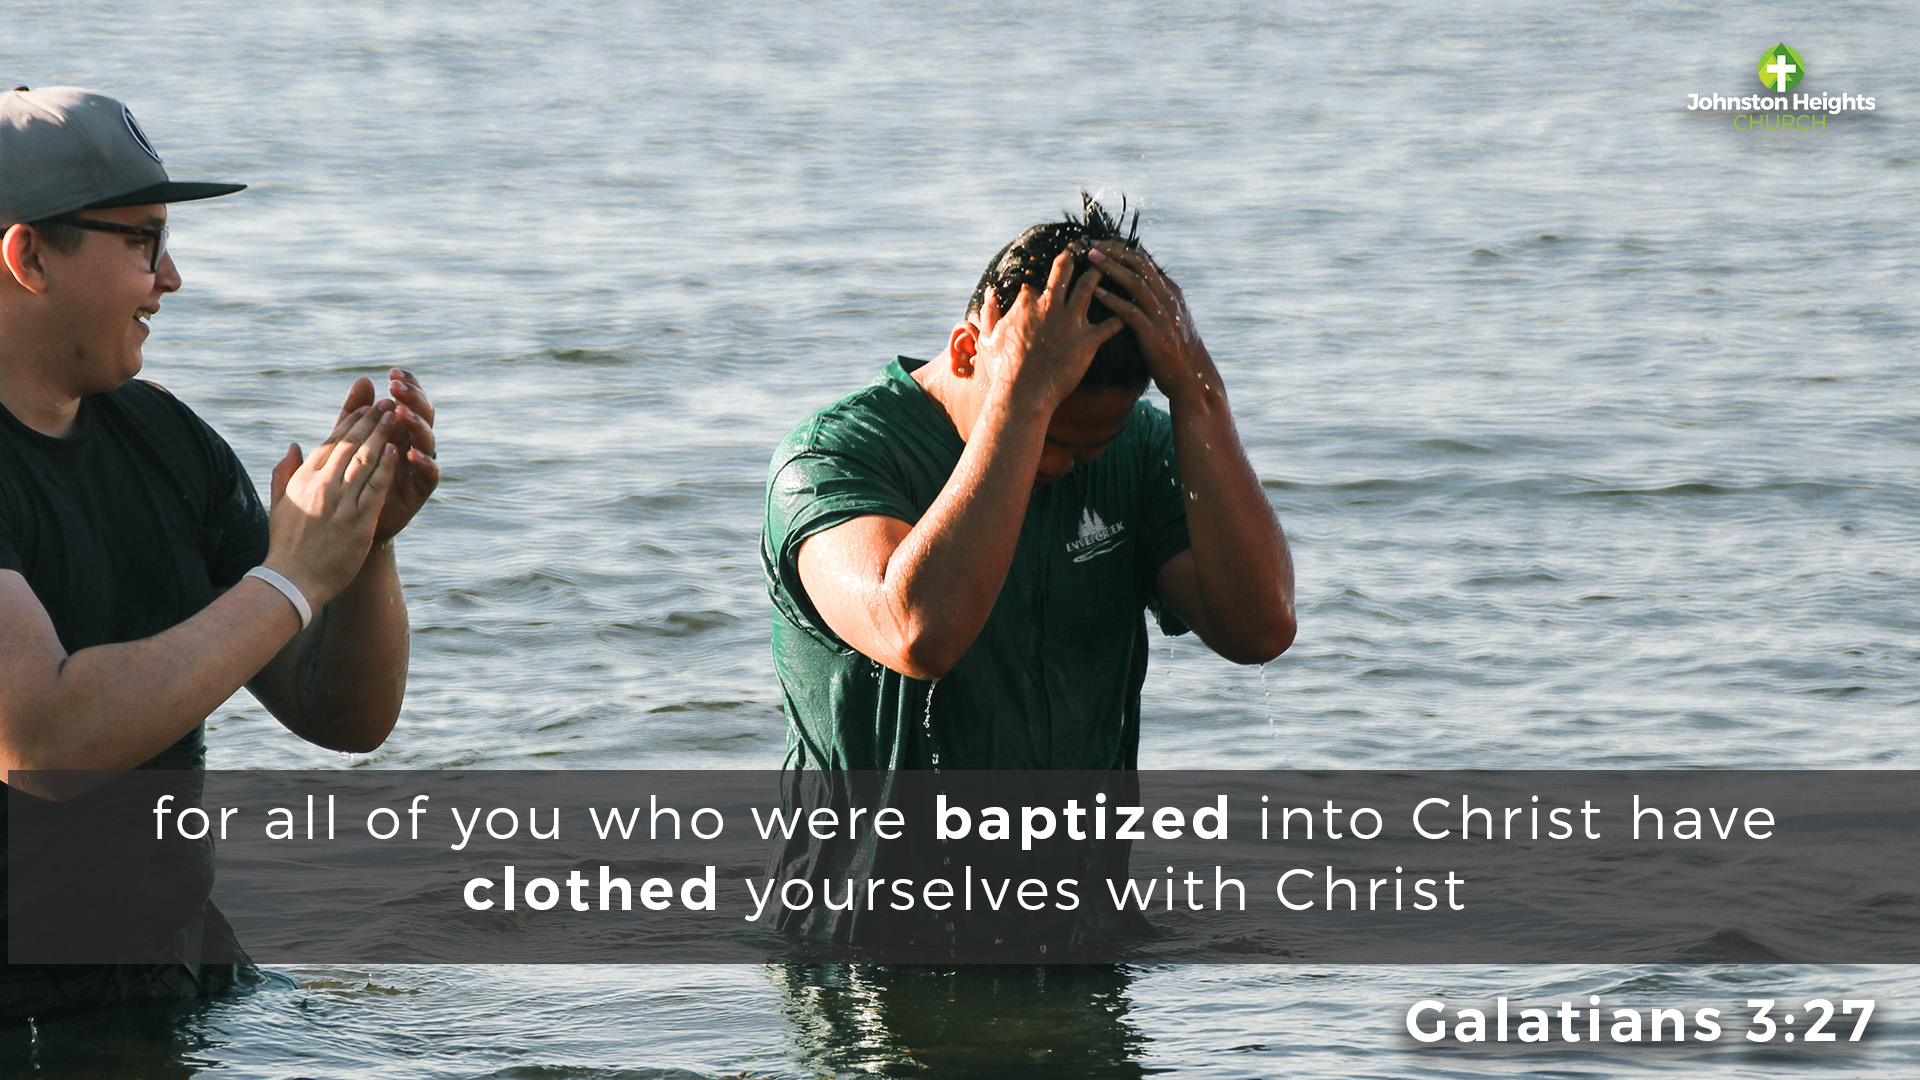 Johnston Heights
CHURCH
for all of you who were baptized into Christ have
clothed yourselves with Christ
Galatians 3:27